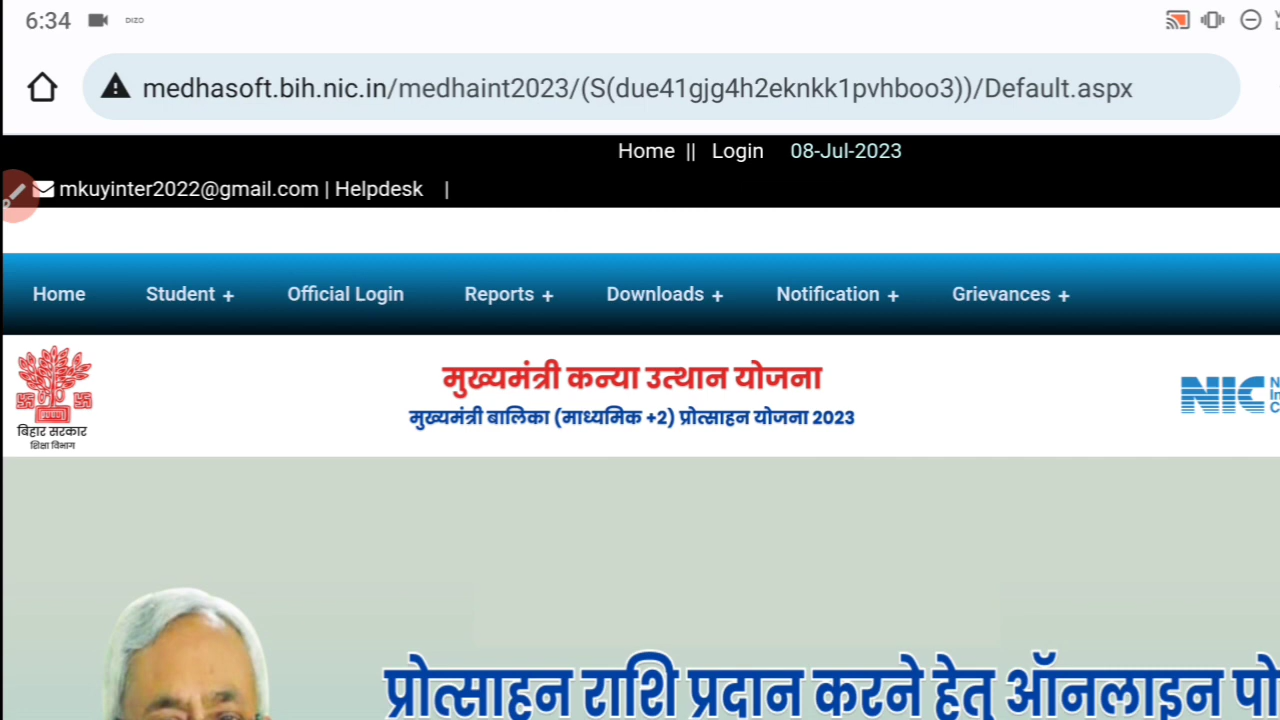 6:34 DIZO
medhasoft.bih.nic.in/medhaint2023/(S(due41gjg4h2eknkk1pvhboo3))/Default.aspx
Home || Login 08-Jul-2023
mkuyinter2022@gmail.com | Helpdesk |
Home Student + Official Login Reports + Downloads + Notification + Grievances +
मुख्यमंत्री कन्या उत्थान योजना
मुख्यमंत्री बालिका (माध्यमिक +2) प्रोत्साहन योजना 2023
NIC
बिहार सरकार
शिक्षा विभाग
प्रोत्साहन राशि प्रदान करने हेतु ऑनलाइन पो